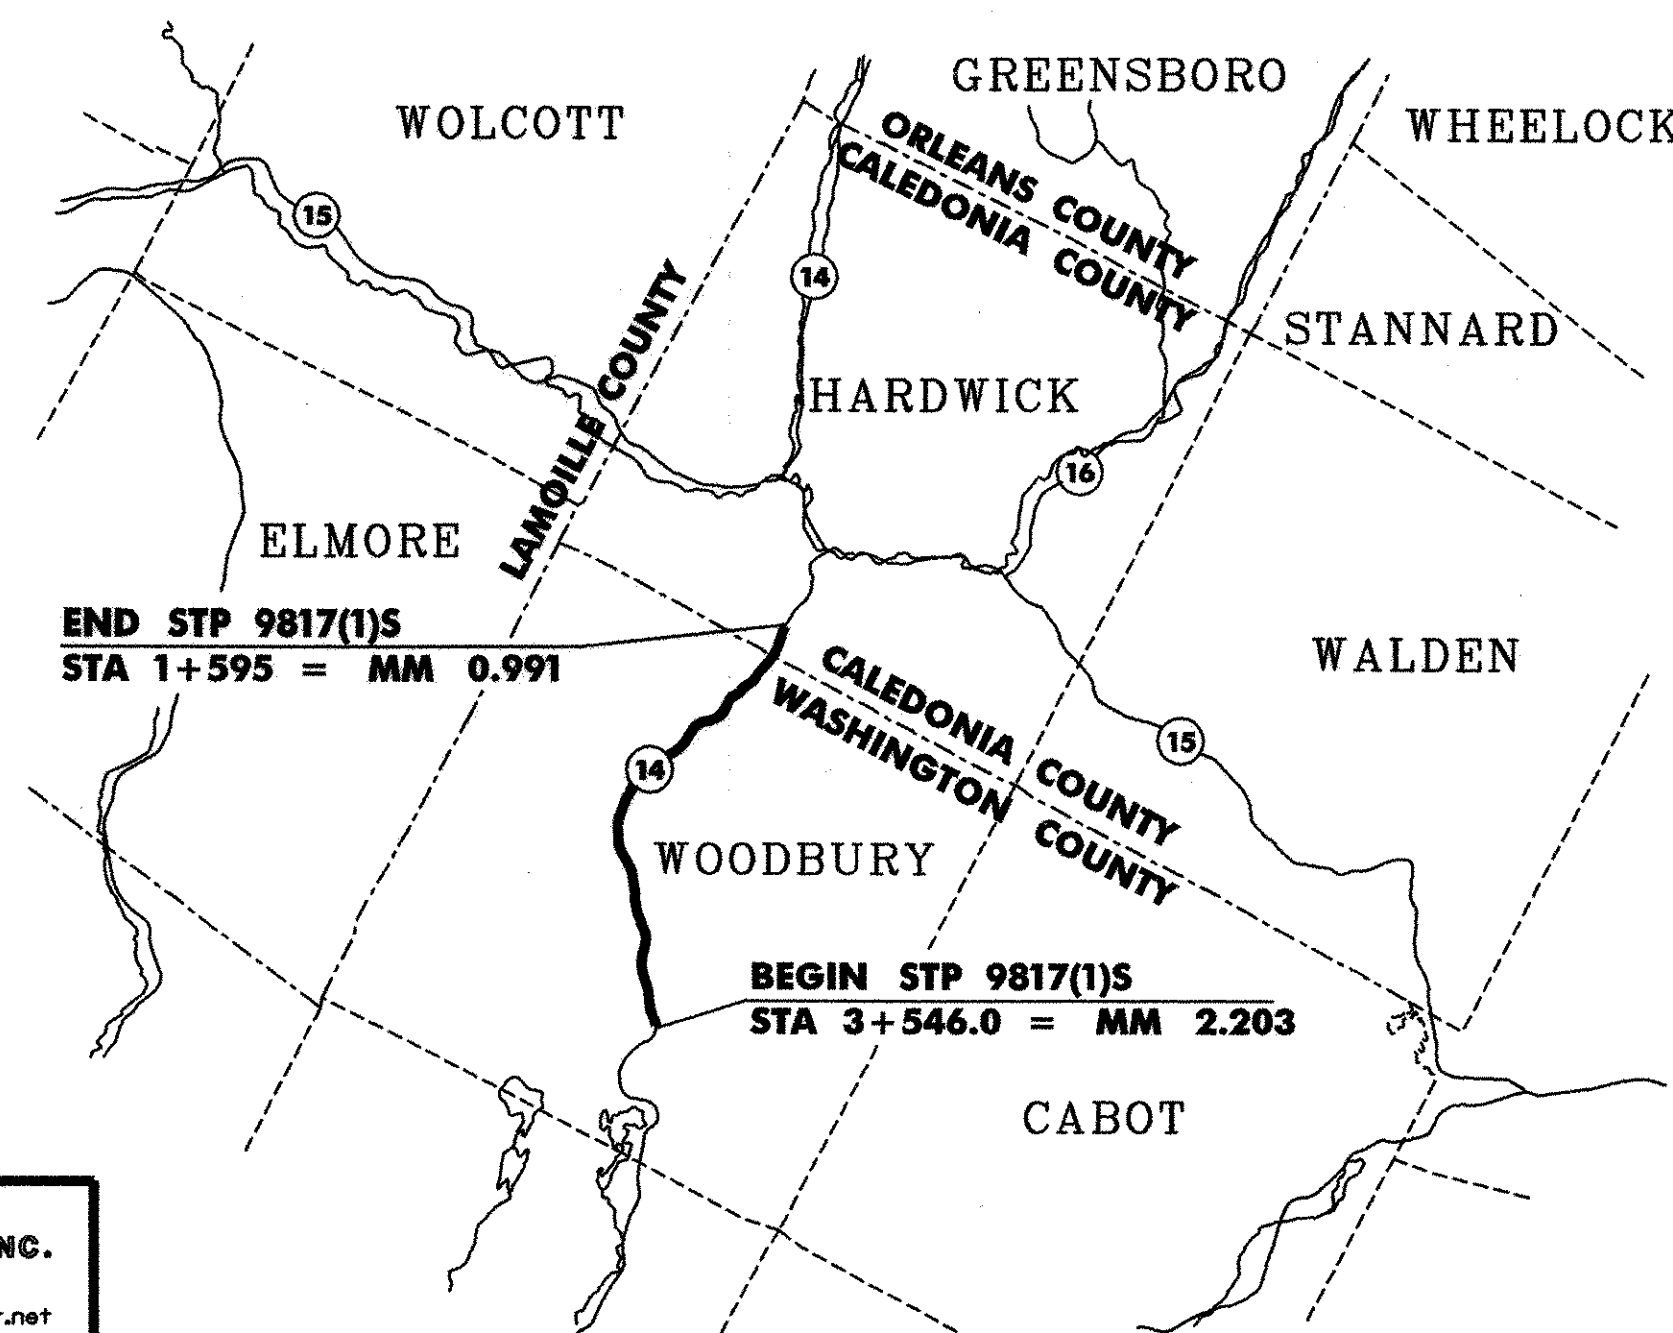 GREENSBORO
WOLCOTT
WHEELOCK
ORLEANS COUNTY
CALEDONIA COUNTY
15
14
LAMOILLE COUNTY
STANNARD
HARDWICK
16
ELMORE
END STP 9817(1)S
STA 1+595 = MM 0.991
WALDEN
CALEDONIA COUNTY
WASHINGTON COUNTY
15
14
WOODBURY
BEGIN STP 9817(1)S
STA 3+546.0 = MM 2.203
CABOT
NC.
r.net